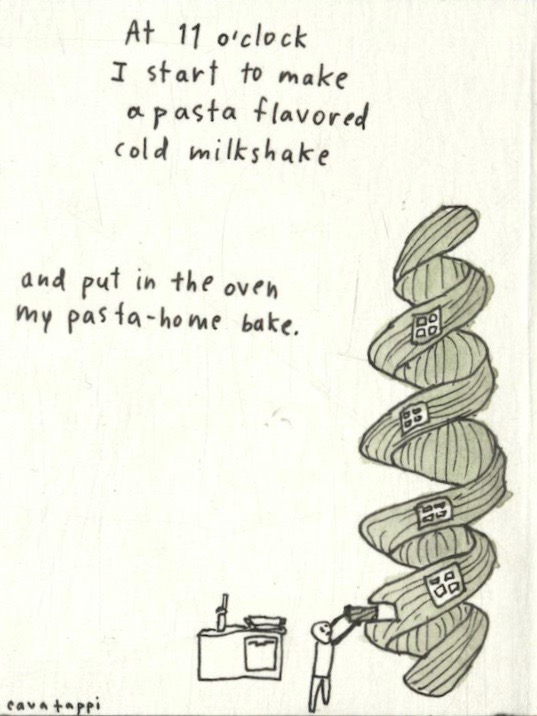 At 11 o'clock
I start to make
a pasta flavored
cold milkshake
and put in the oven
my pasta-home bake.
cavatappi